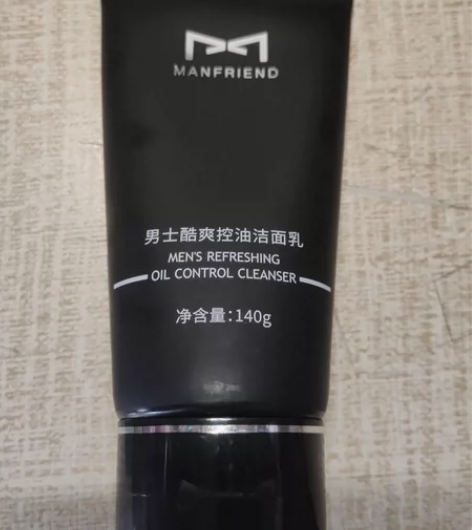 MANFRIEND
男士酷爽控油洁面乳
MEN'S REFRESHING
OIL CONTROL CLEANSER
净含量:140g